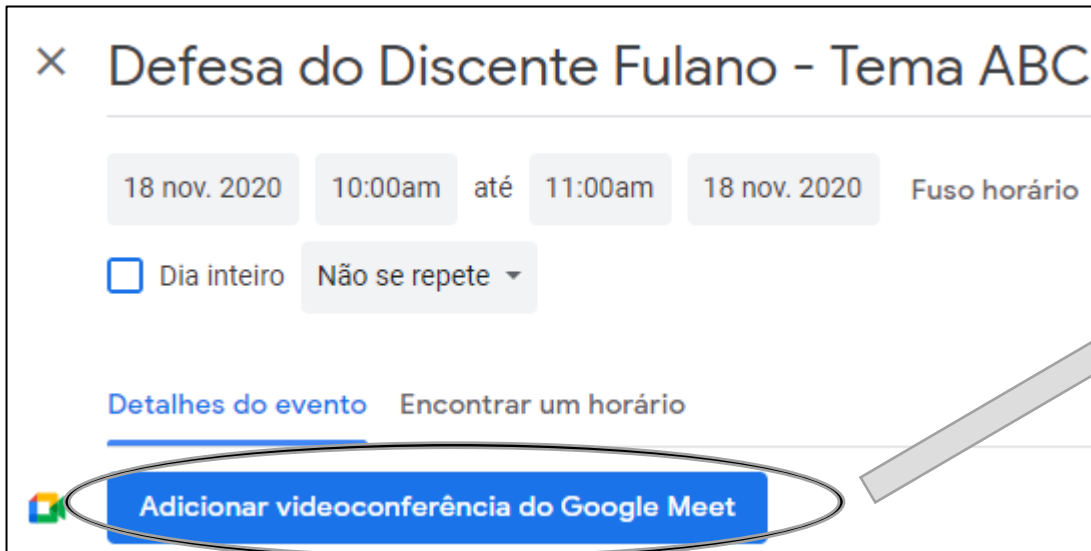 Defesa do Discente Fulano - Tema ABC
18 nov. 2020 10:00am até 11:00am 18 nov. 2020 Fuso horário
Dia inteiro Não se repete
Detalhes do evento Encontrar um horário
Adicionar videoconferência do Google Meet